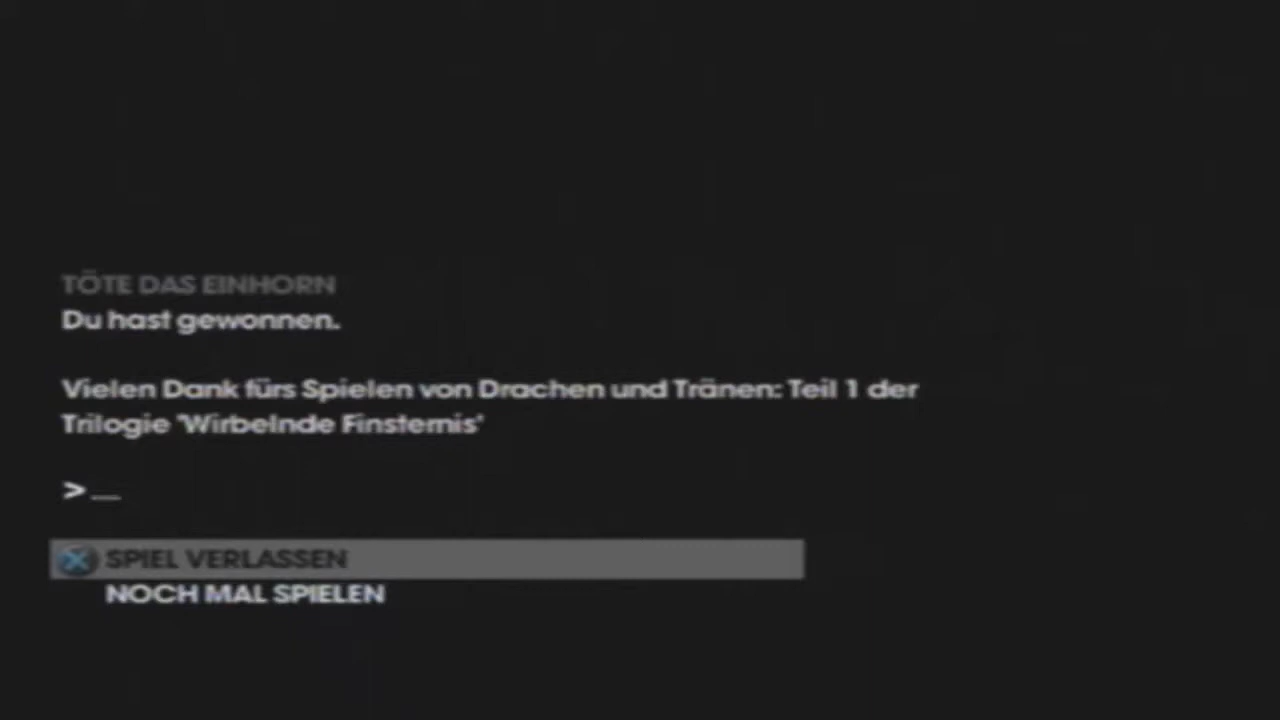 TÖTE DAS EINHORN
Du hast gewonnen.
Vielen Dank fürs Spielen von Drachen und Tränen: Teil 1 der
Trilogie 'Wirbelnde Finsternis'
>_
SPIEL VERLASSEN
NOCH MAL SPIELEN